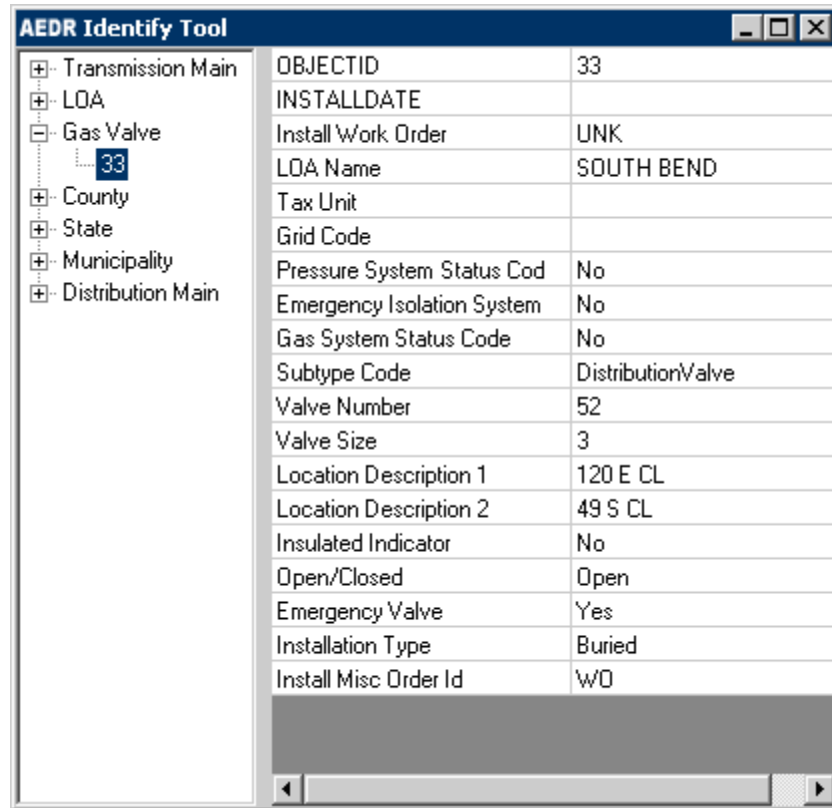 AEDR Identify Tool
Transmission Main
LOA
Gas Valve
33
County
State
Municipality
Distribution Main
OBJECTID 33
INSTALLDATE
Install Work Order UNK
LOA Name SOUTH BEND
Tax Unit
Grid Code
Pressure System Status Cod No
Emergency Isolation System No
Gas System Status Code No
Subtype Code DistributionValve
Valve Number 52
Valve Size 3
Location Description 1 120 E CL
Location Description 2 49 S CL
Insulated Indicator No
Open/Closed Open
Emergency Valve Yes
Installation Type Buried
Install Misc Order Id WO